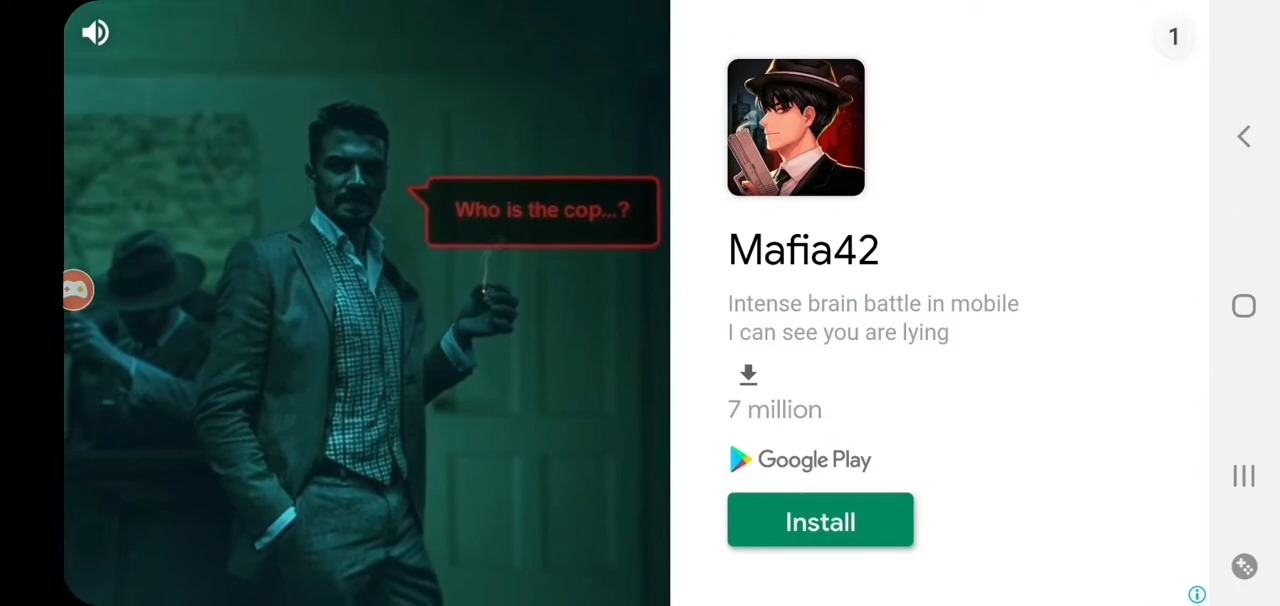 1
Who is the cop...?
Mafia42
Intense brain battle in mobile
I can see you are lying
7 million
Google Play
Install